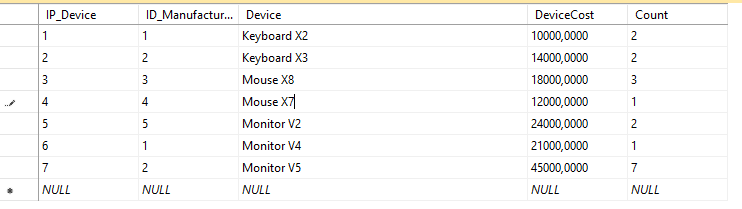 IP_Device ID_Manufactur... Device DeviceCost Count
1 1 Keyboard X2 10000,0000 2
2 2 Keyboard X3 14000,0000 2
3 3 Mouse X8 18000,0000 3
4 4 Mouse X7 12000,0000 1
5 5 Monitor V2 24000,0000 2
6 1 Monitor V4 21000,0000 1
7 2 Monitor V5 45000,0000 7
NULL NULL NULL NULL NULL